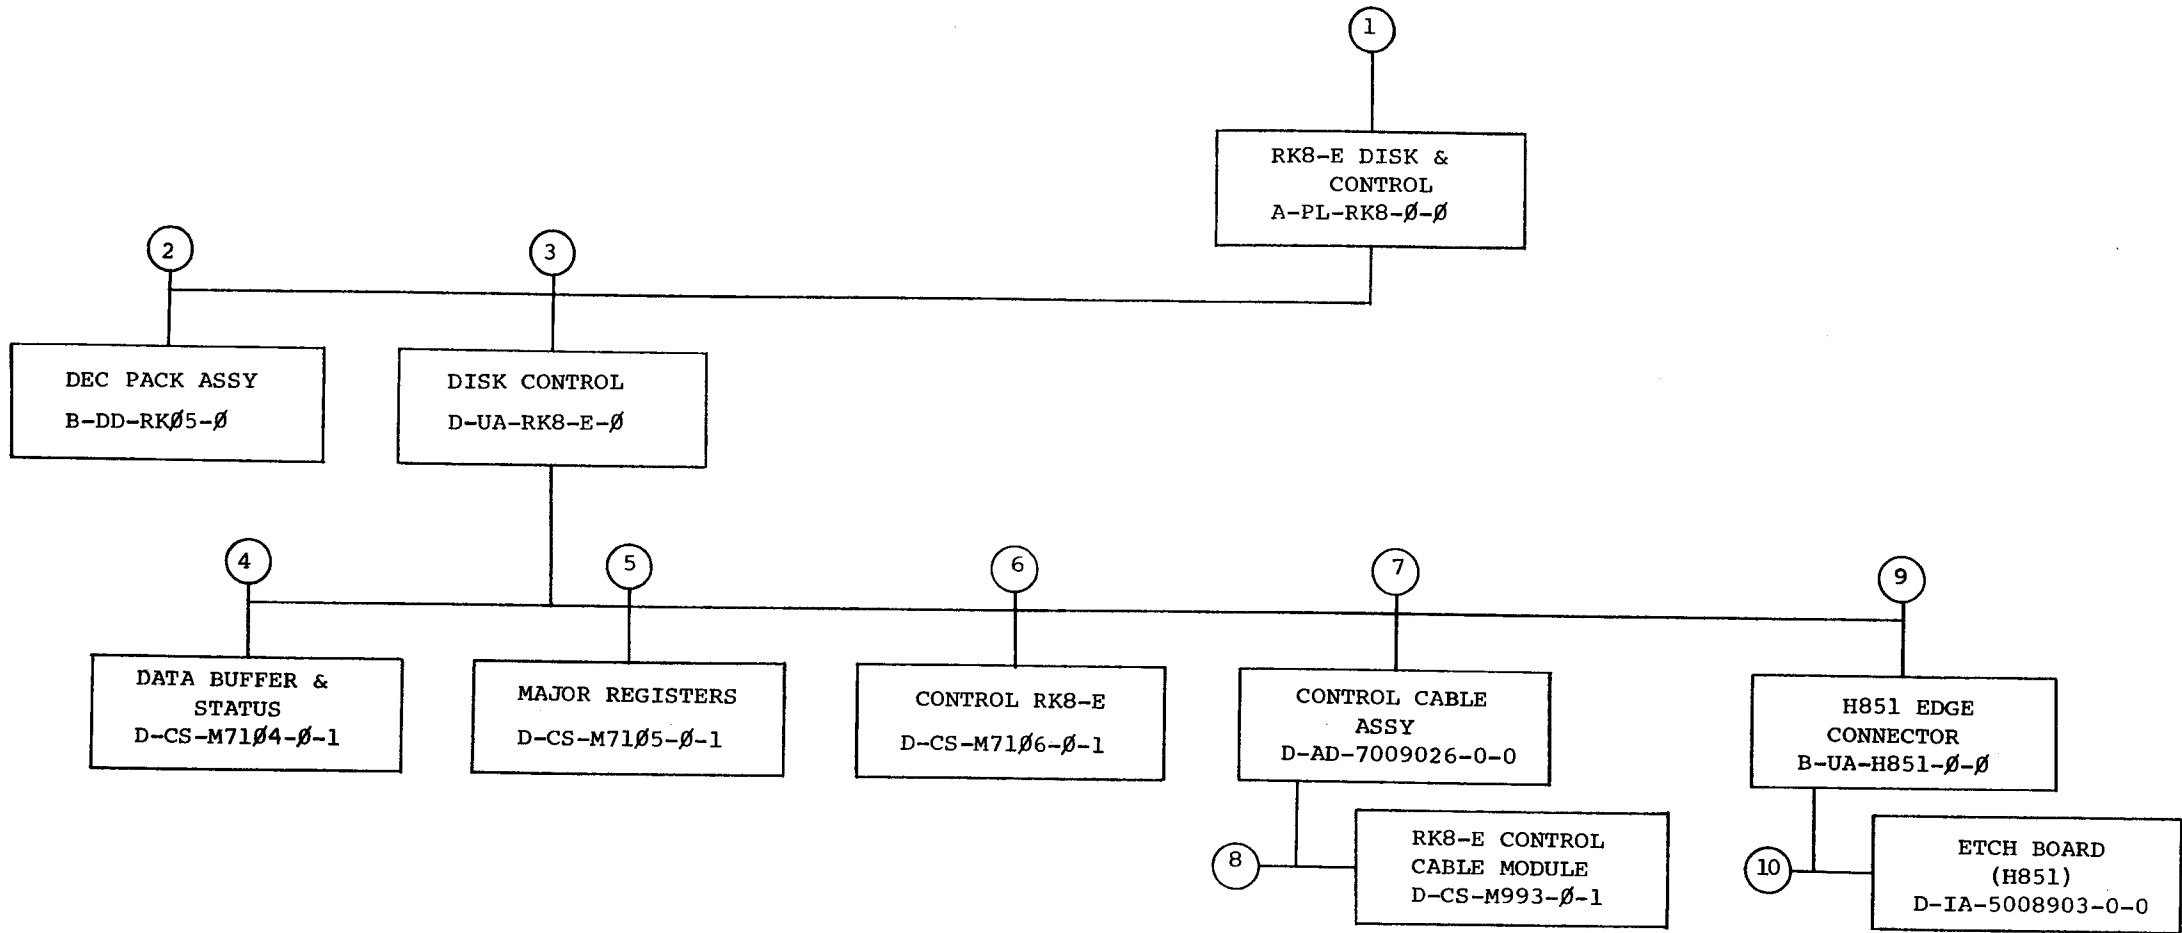 1
RK8-E DISK &
CONTROL
A-PL-RK8-Ø-Ø
2
3
DEC PACK ASSY
B-DD-RKØ5-Ø
DISK CONTROL
D-UA-RK8-E-Ø
4
5
6
7
9
DATA BUFFER &
STATUS
D-CS-M71Ø4-Ø-1
MAJOR REGISTERS
D-CS-M71Ø5-Ø-1
CONTROL RK8-E
D-CS-M71Ø6-Ø-1
CONTROL CABLE
ASSY
D-AD-7009026-0-0
H851 EDGE
CONNECTOR
B-UA-H851-Ø-Ø
8
RK8-E CONTROL
CABLE MODULE
D-CS-M993-Ø-1
10
ETCH BOARD
(H851)
D-IA-5008903-0-0